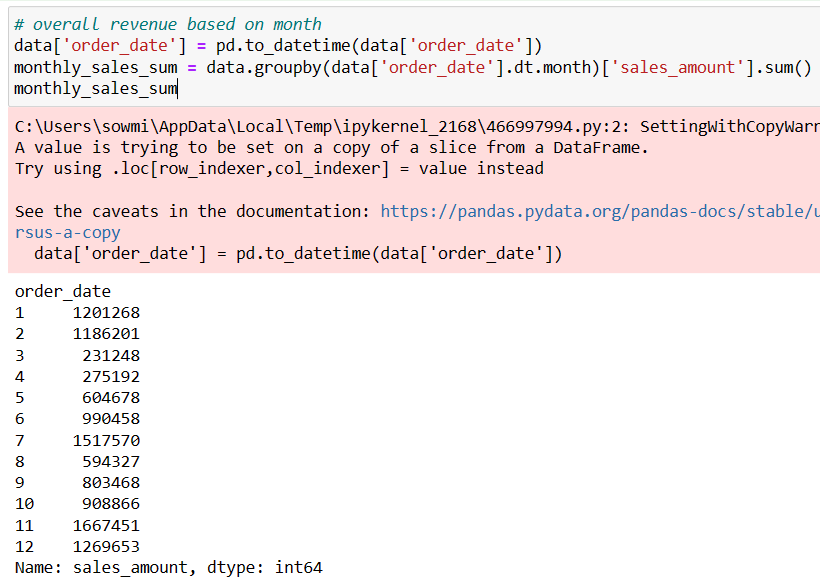 # overall revenue based on month
data['order_date'] = pd.to_datetime(data['order_date'])
monthly_sales_sum = data.groupby(data['order_date'].dt.month)['sales_amount'].sum()
monthly_sales_sum
C:\Users\sowmi\AppData\Local\Temp\ipykernel_2168\466997994.py:2: SettingWithCopyWarn
A value is trying to be set on a copy of a slice from a DataFrame.
Try using .loc[row_indexer,col_indexer] = value instead
See the caveats in the documentation: https://pandas.pydata.org/pandas-docs/stable/u
rsus-a-copy
data['order_date'] = pd.to_datetime(data['order_date'])
order_date
1 1201268
2 1186201
3 231248
4 275192
5 604678
6 990458
7 1517570
8 594327
9 803468
10 908866
11 1667451
12 1269653
Name: sales_amount, dtype: int64